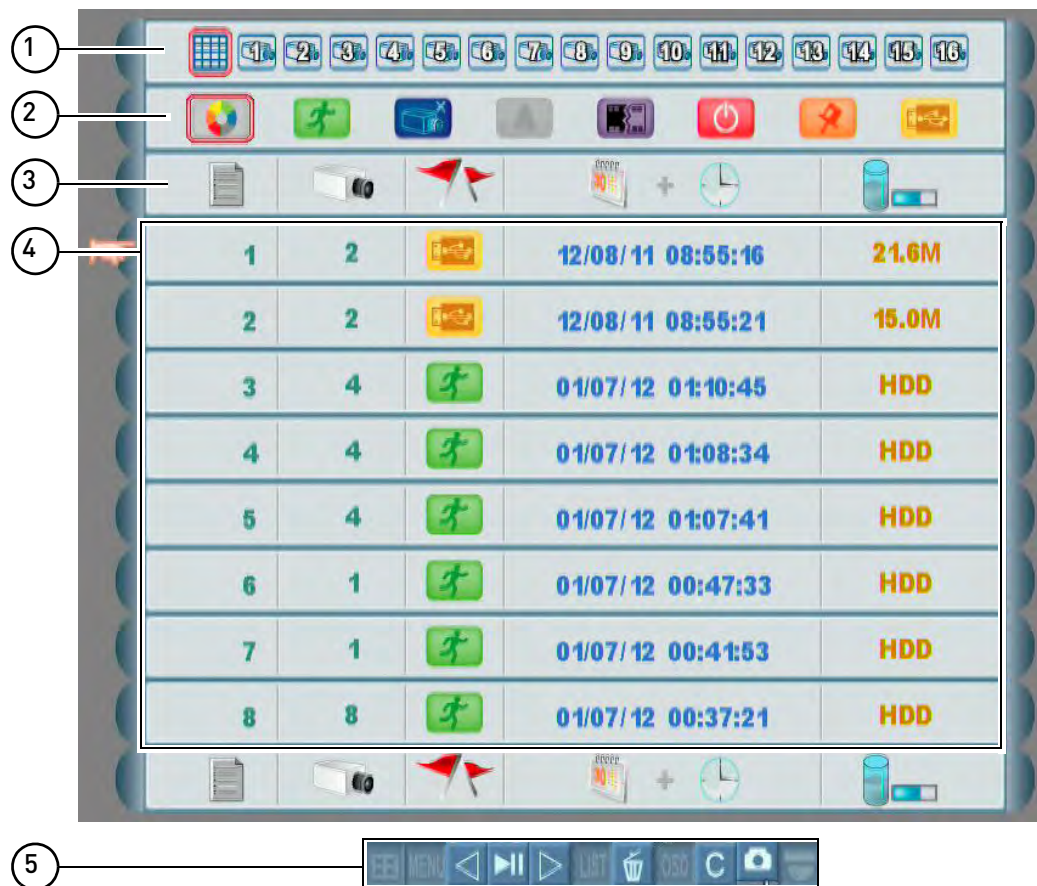 1
1 2 3 4 5 6 7 8 9 10 11 12 13 14 15 16
2
A
3
30
4
1 2 12/08/11 08:55:16 21.6M
2 2 12/08/11 08:55:21 15.0M
3 4 01/07/12 01:10:45 HDD
4 4 01/07/12 01:08:34 HDD
5 4 01/07/12 01:07:41 HDD
6 1 01/07/12 00:47:33 HDD
7 1 01/07/12 00:41:53 HDD
8 8 01/07/12 00:37:21 HDD
30
5
MENU LIST OSD C